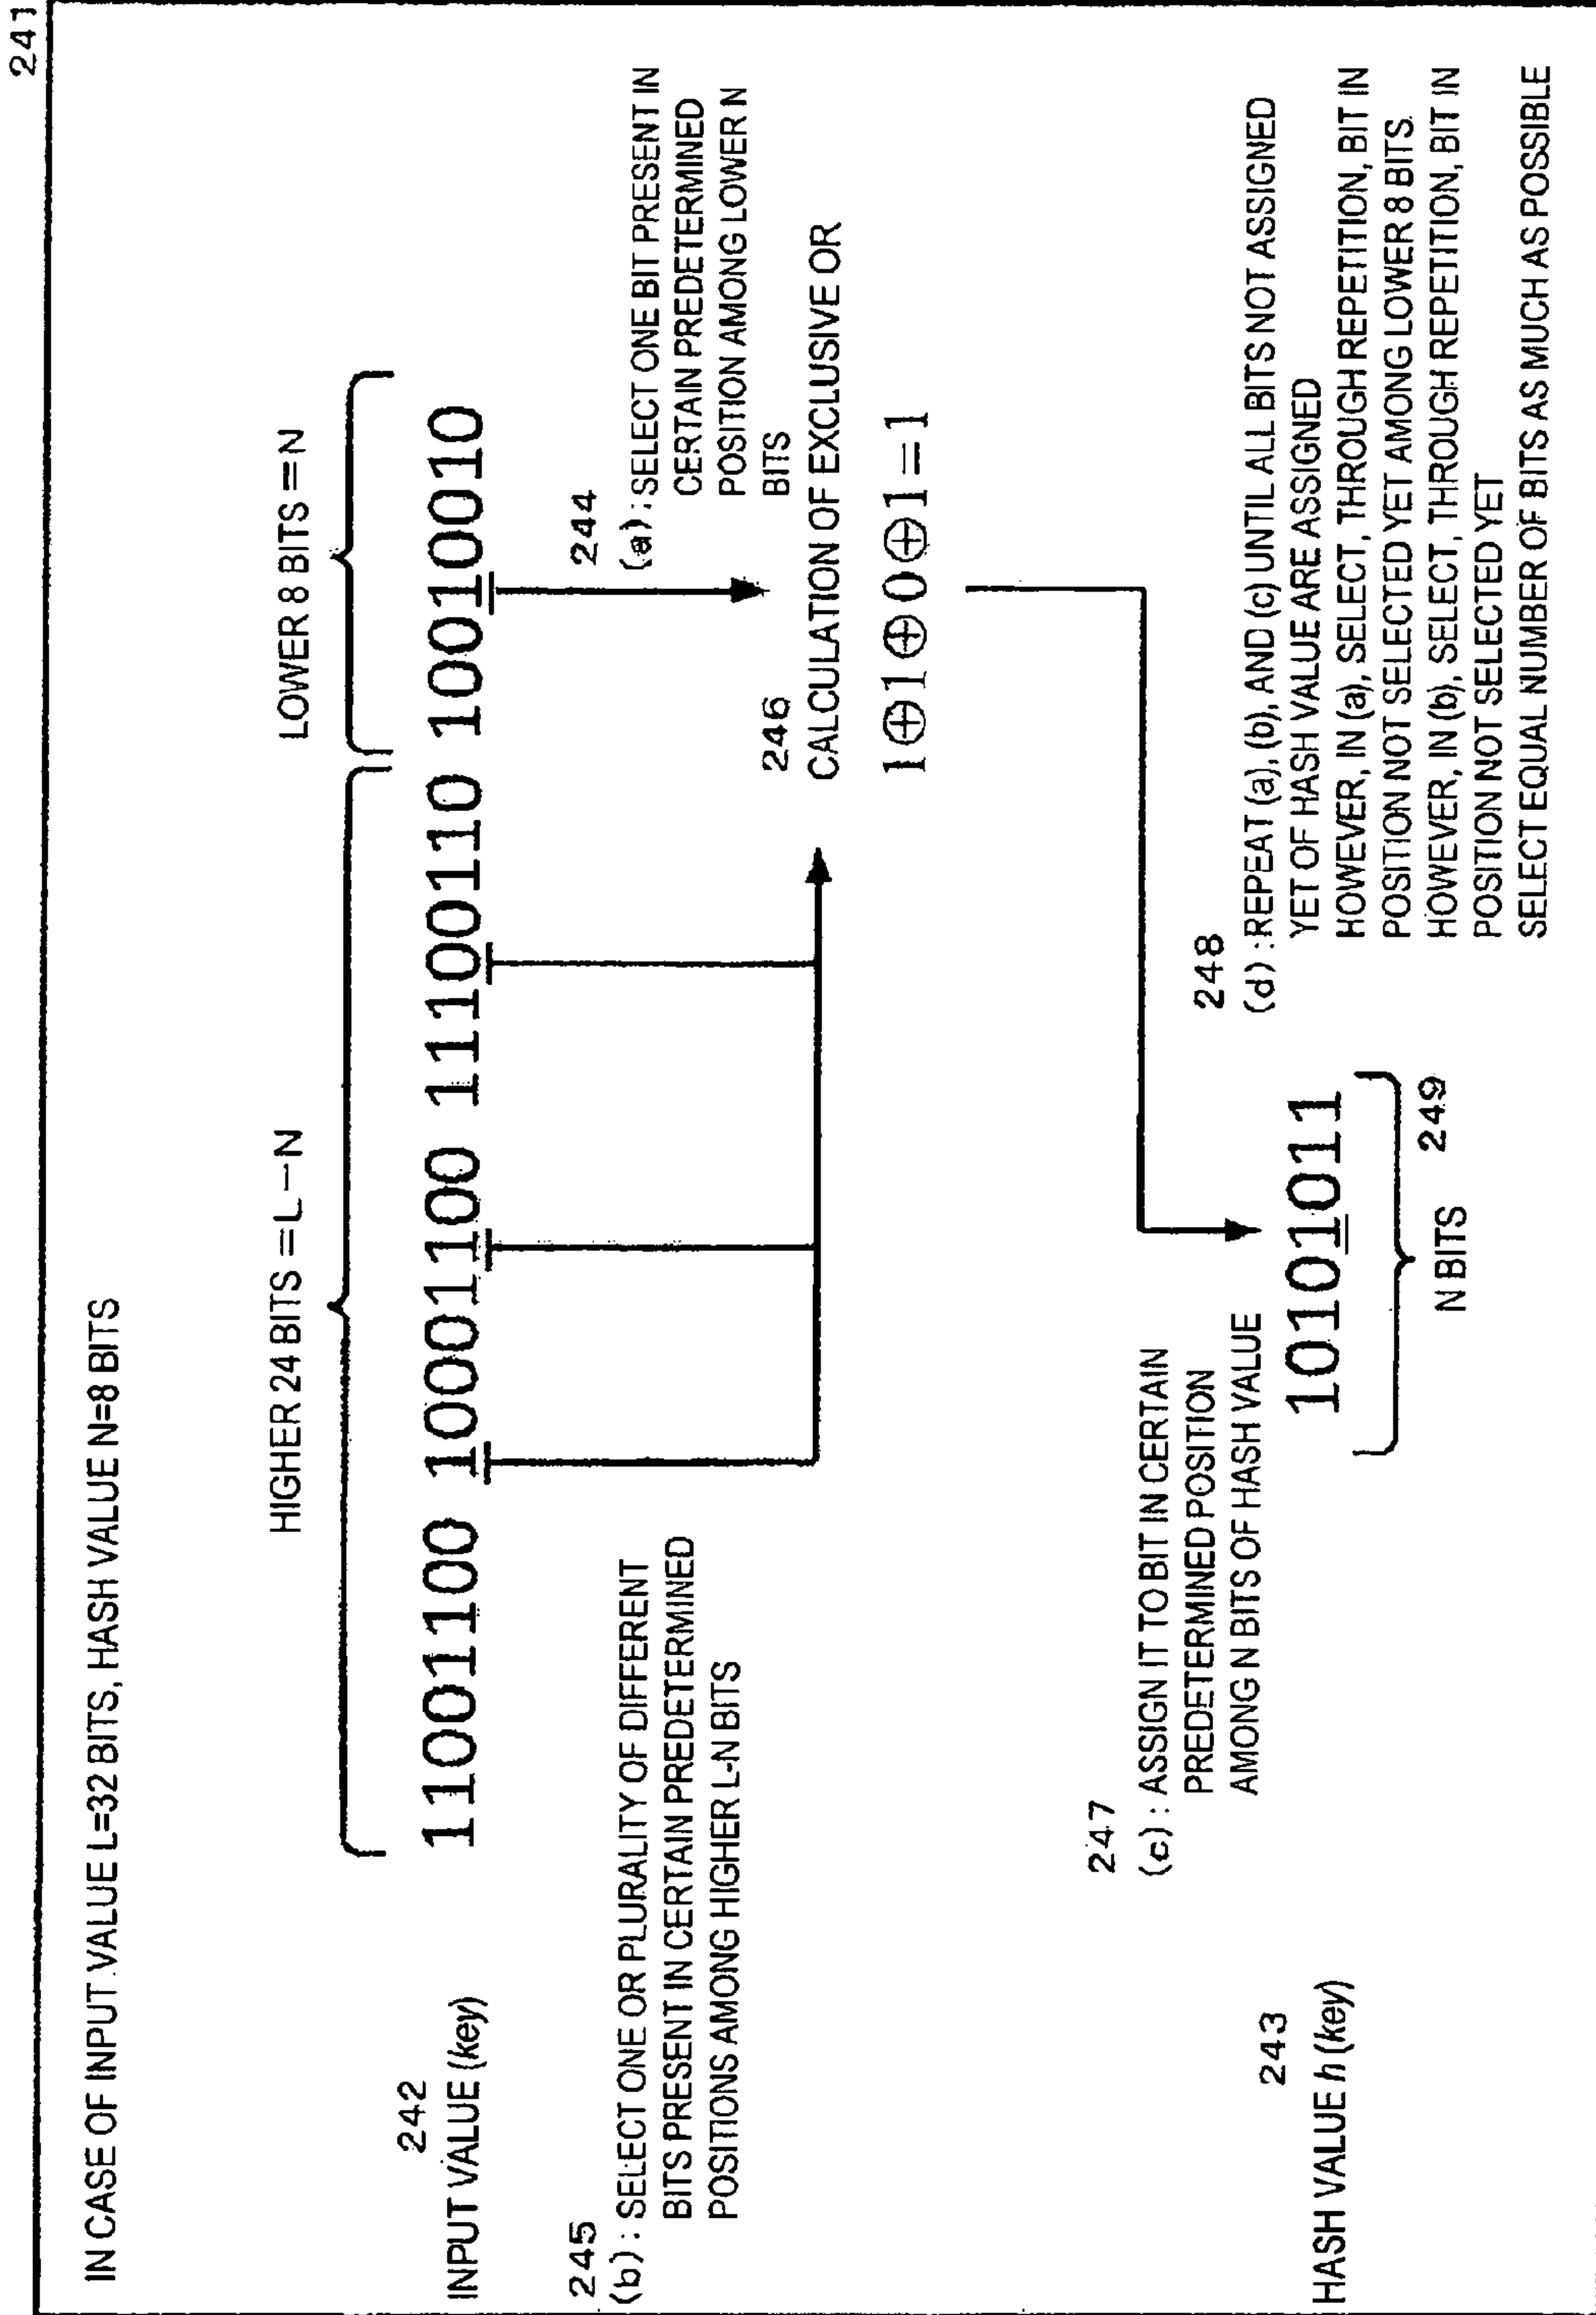 241
IN CASE OF INPUT VALUE L=32 BITS, HASH VALUE N=8 BITS
HIGHER 24 BITS =L−N
LOWER 8 BITS =N
242
INPUT VALUE (key)
11001100 10001100 11100110 10010010
245
(b) : SELECT ONE OR PLURALITY OF DIFFERENT
BITS PRESENT IN CERTAIN PREDETERMINED
POSITIONS AMONG HIGHER L-N BITS
244
(a) : SELECT ONE BIT PRESENT IN
CERTAIN PREDETERMINED
POSITION AMONG LOWER N
BITS
246
CALCULATION OF EXCLUSIVE OR
1⊕1⊕0⊕1=1
247
(c) : ASSIGN IT TO BIT IN CERTAIN
PREDETERMINED POSITION
AMONG N BITS OF HASH VALUE
243
HASH VALUE h (key)
10101011
N BITS 249
248
(d) : REPEAT (a), (b), AND (c) UNTIL ALL BITS NOT ASSIGNED
YET OF HASH VALUE ARE ASSIGNED
HOWEVER, IN (a), SELECT, THROUGH REPETITION, BIT IN
POSITION NOT SELECTED YET AMONG LOWER 8 BITS.
HOWEVER, IN (b), SELECT, THROUGH REPETITION, BIT IN
POSITION NOT SELECTED YET
SELECT EQUAL NUMBER OF BITS AS MUCH AS POSSIBLE